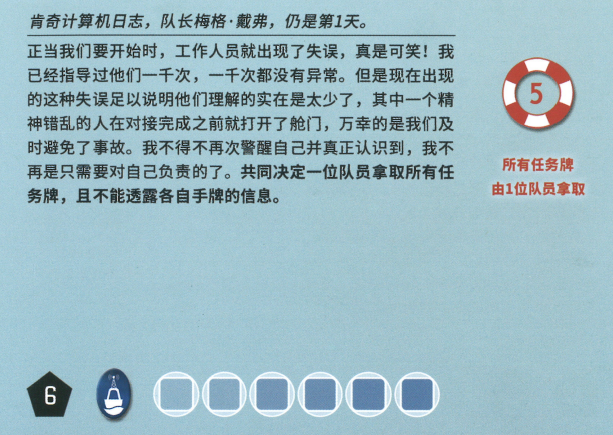 肯奇计算机日志，队长梅格·戴弗，仍是第1天。
正当我们要开始时，工作人员就出现了失误，真是可笑！我
已经指导过他们一千次，一千次都没有异常。但是现在出现
的这种失误足以说明他们理解的实在是太少了，其中一个精
神错乱的人在对接完成之前就打开了舱门，万幸的是我们及
时避免了事故。我不得不再次警醒自己并真正认识到，我不
再是只需要对自己负责的了。共同决定一位队员拿取所有任
务牌，且不能透露各自手牌的信息。
5
所有任务牌
由1位队员拿取
6